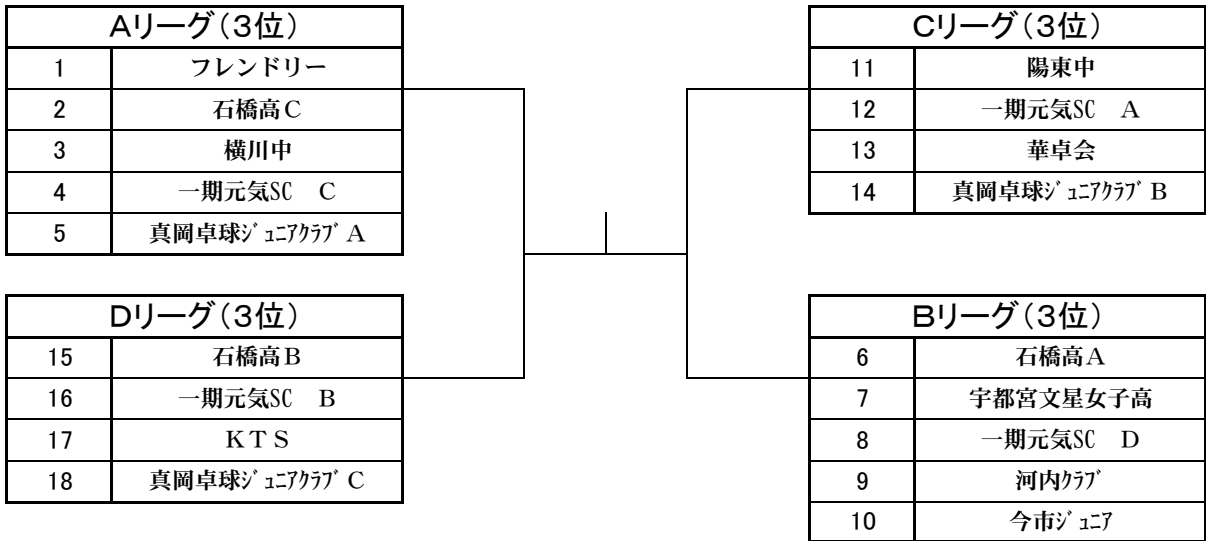 Aリーグ(3位)
1 フレンドリー
2 石橋高C
3 横川中
4 一期元気SC　C
5 真岡卓球ｼﾞｭﾆｱｸﾗﾌﾞA
Cリーグ(3位)
11 陽東中
12 一期元気SC　A
13 華卓会
14 真岡卓球ｼﾞｭﾆｱｸﾗﾌﾞB
Dリーグ(3位)
15 石橋高B
16 一期元気SC　B
17 KTS
18 真岡卓球ｼﾞｭﾆｱｸﾗﾌﾞC
Bリーグ(3位)
6 石橋高A
7 宇都宮文星女子高
8 一期元気SC　D
9 河内ｸﾗﾌﾞ
10 今市ｼﾞｭﾆｱ